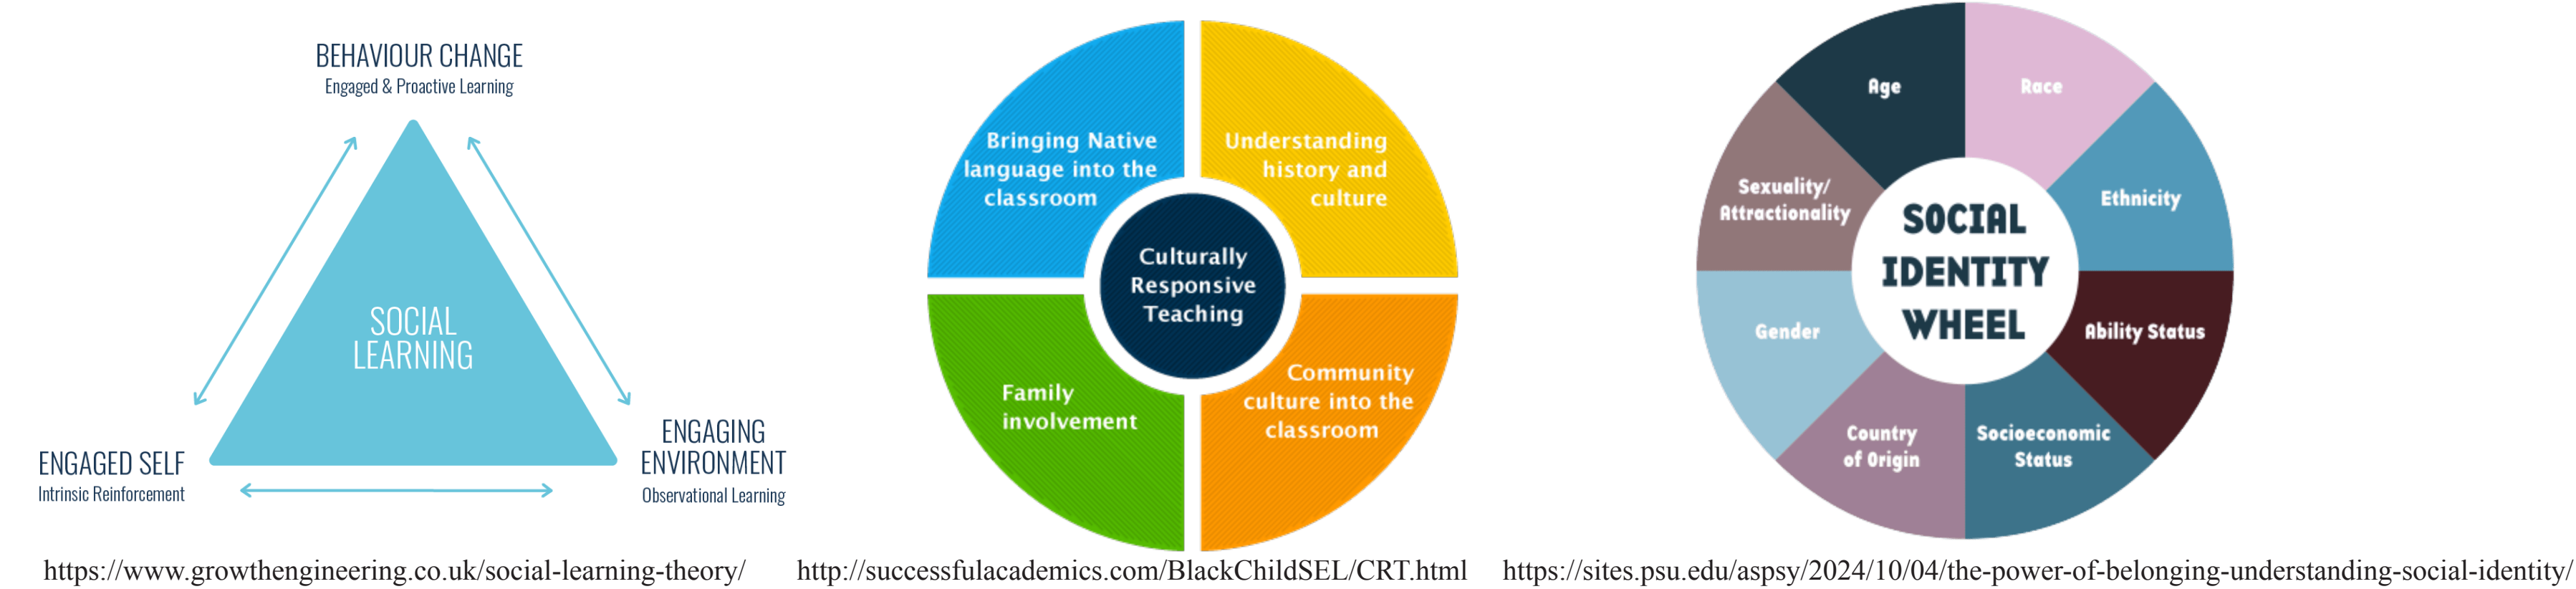 BEHAVIOUR CHANGE
Engaged & Proactive Learning
SOCIAL
LEARNING
ENGAGED SELF
Intrinsic Reinforcement
ENGAGING
ENVIRONMENT
Observational Learning
https://www.growthengineering.co.uk/social-learning-theory/
Bringing Native
language into the
classroom
Understanding
history and
culture
Culturally
Responsive
Teaching
Family
involvement
Community
culture into the
classroom
http://successfulacademics.com/BlackChildSEL/CRT.html
Age
Race
Sexuality/
Attractionality
Ethnicity
SOCIAL
IDENTITY
WHEEL
Gender
Ability Status
Country
of Origin
Socioeconomic
Status
https://sites.psu.edu/aspsy/2024/10/04/the-power-of-belonging-understanding-social-identity/